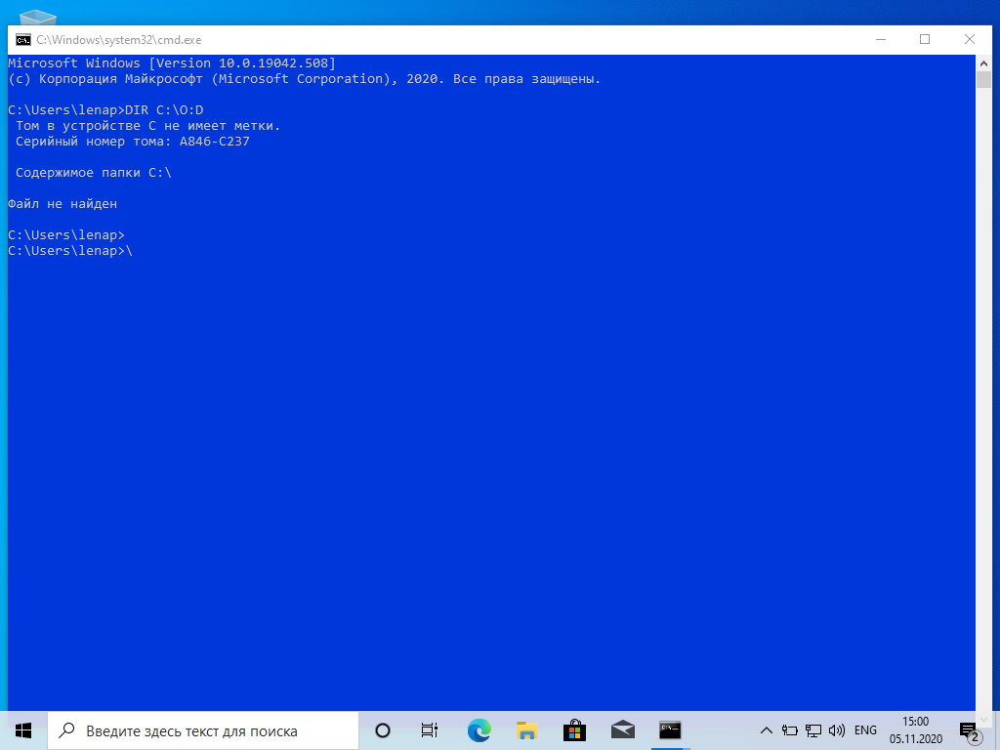 C:\Windows\system32\cmd.exe
Microsoft Windows [Version 10.0.19042.508]
(c) Корпорация Майкрософт (Microsoft Corporation), 2020. Все права защищены.
C:\Users\lenap>DIR C:\O:D
Том в устройстве C не имеет метки.
Серийный номер тома: A846-C237
Содержимое папки C:\
Файл не найден
C:\Users\lenap>
C:\Users\lenap>\
Введите здесь текст для поиска
ENG
15:00
05.11.2020
2